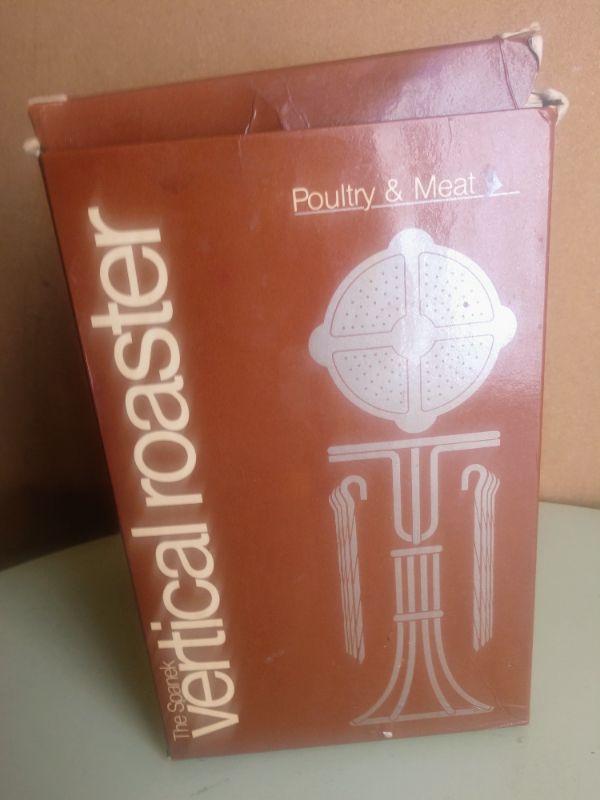 Poultry & Meat
The Spanek
vertical roaster